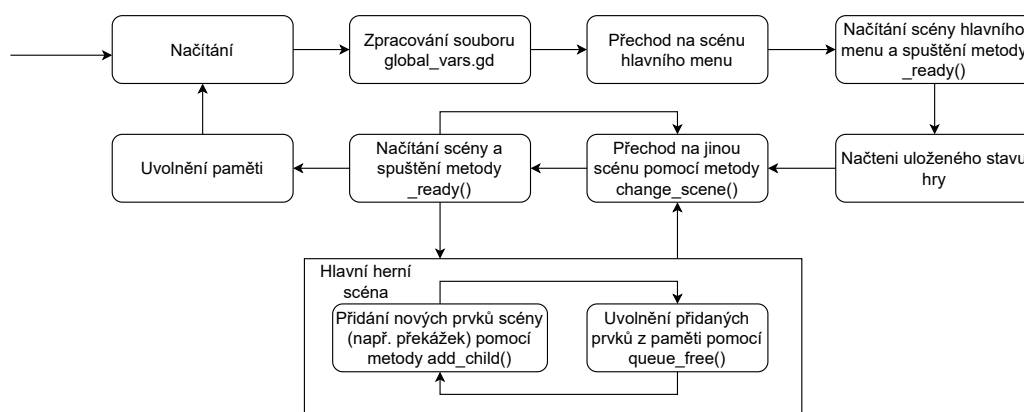 Načítání
Zpracování souboru
global_vars.gd
Přechod na scénu
hlavního menu
Načítání scény hlavního
menu a spuštění metody
_ready()
Uvolnění paměti
Načítání scény a
spuštění metody
_ready()
Přechod na jinou
scénu pomocí metody
change_scene()
Načteni uloženého stavu
hry
Hlavní herní
scéna
Přidání nových prvků scény
(např. překážek) pomocí
metody add_child()
Uvolnění přidaných
prvků z paměti pomocí
queue_free()